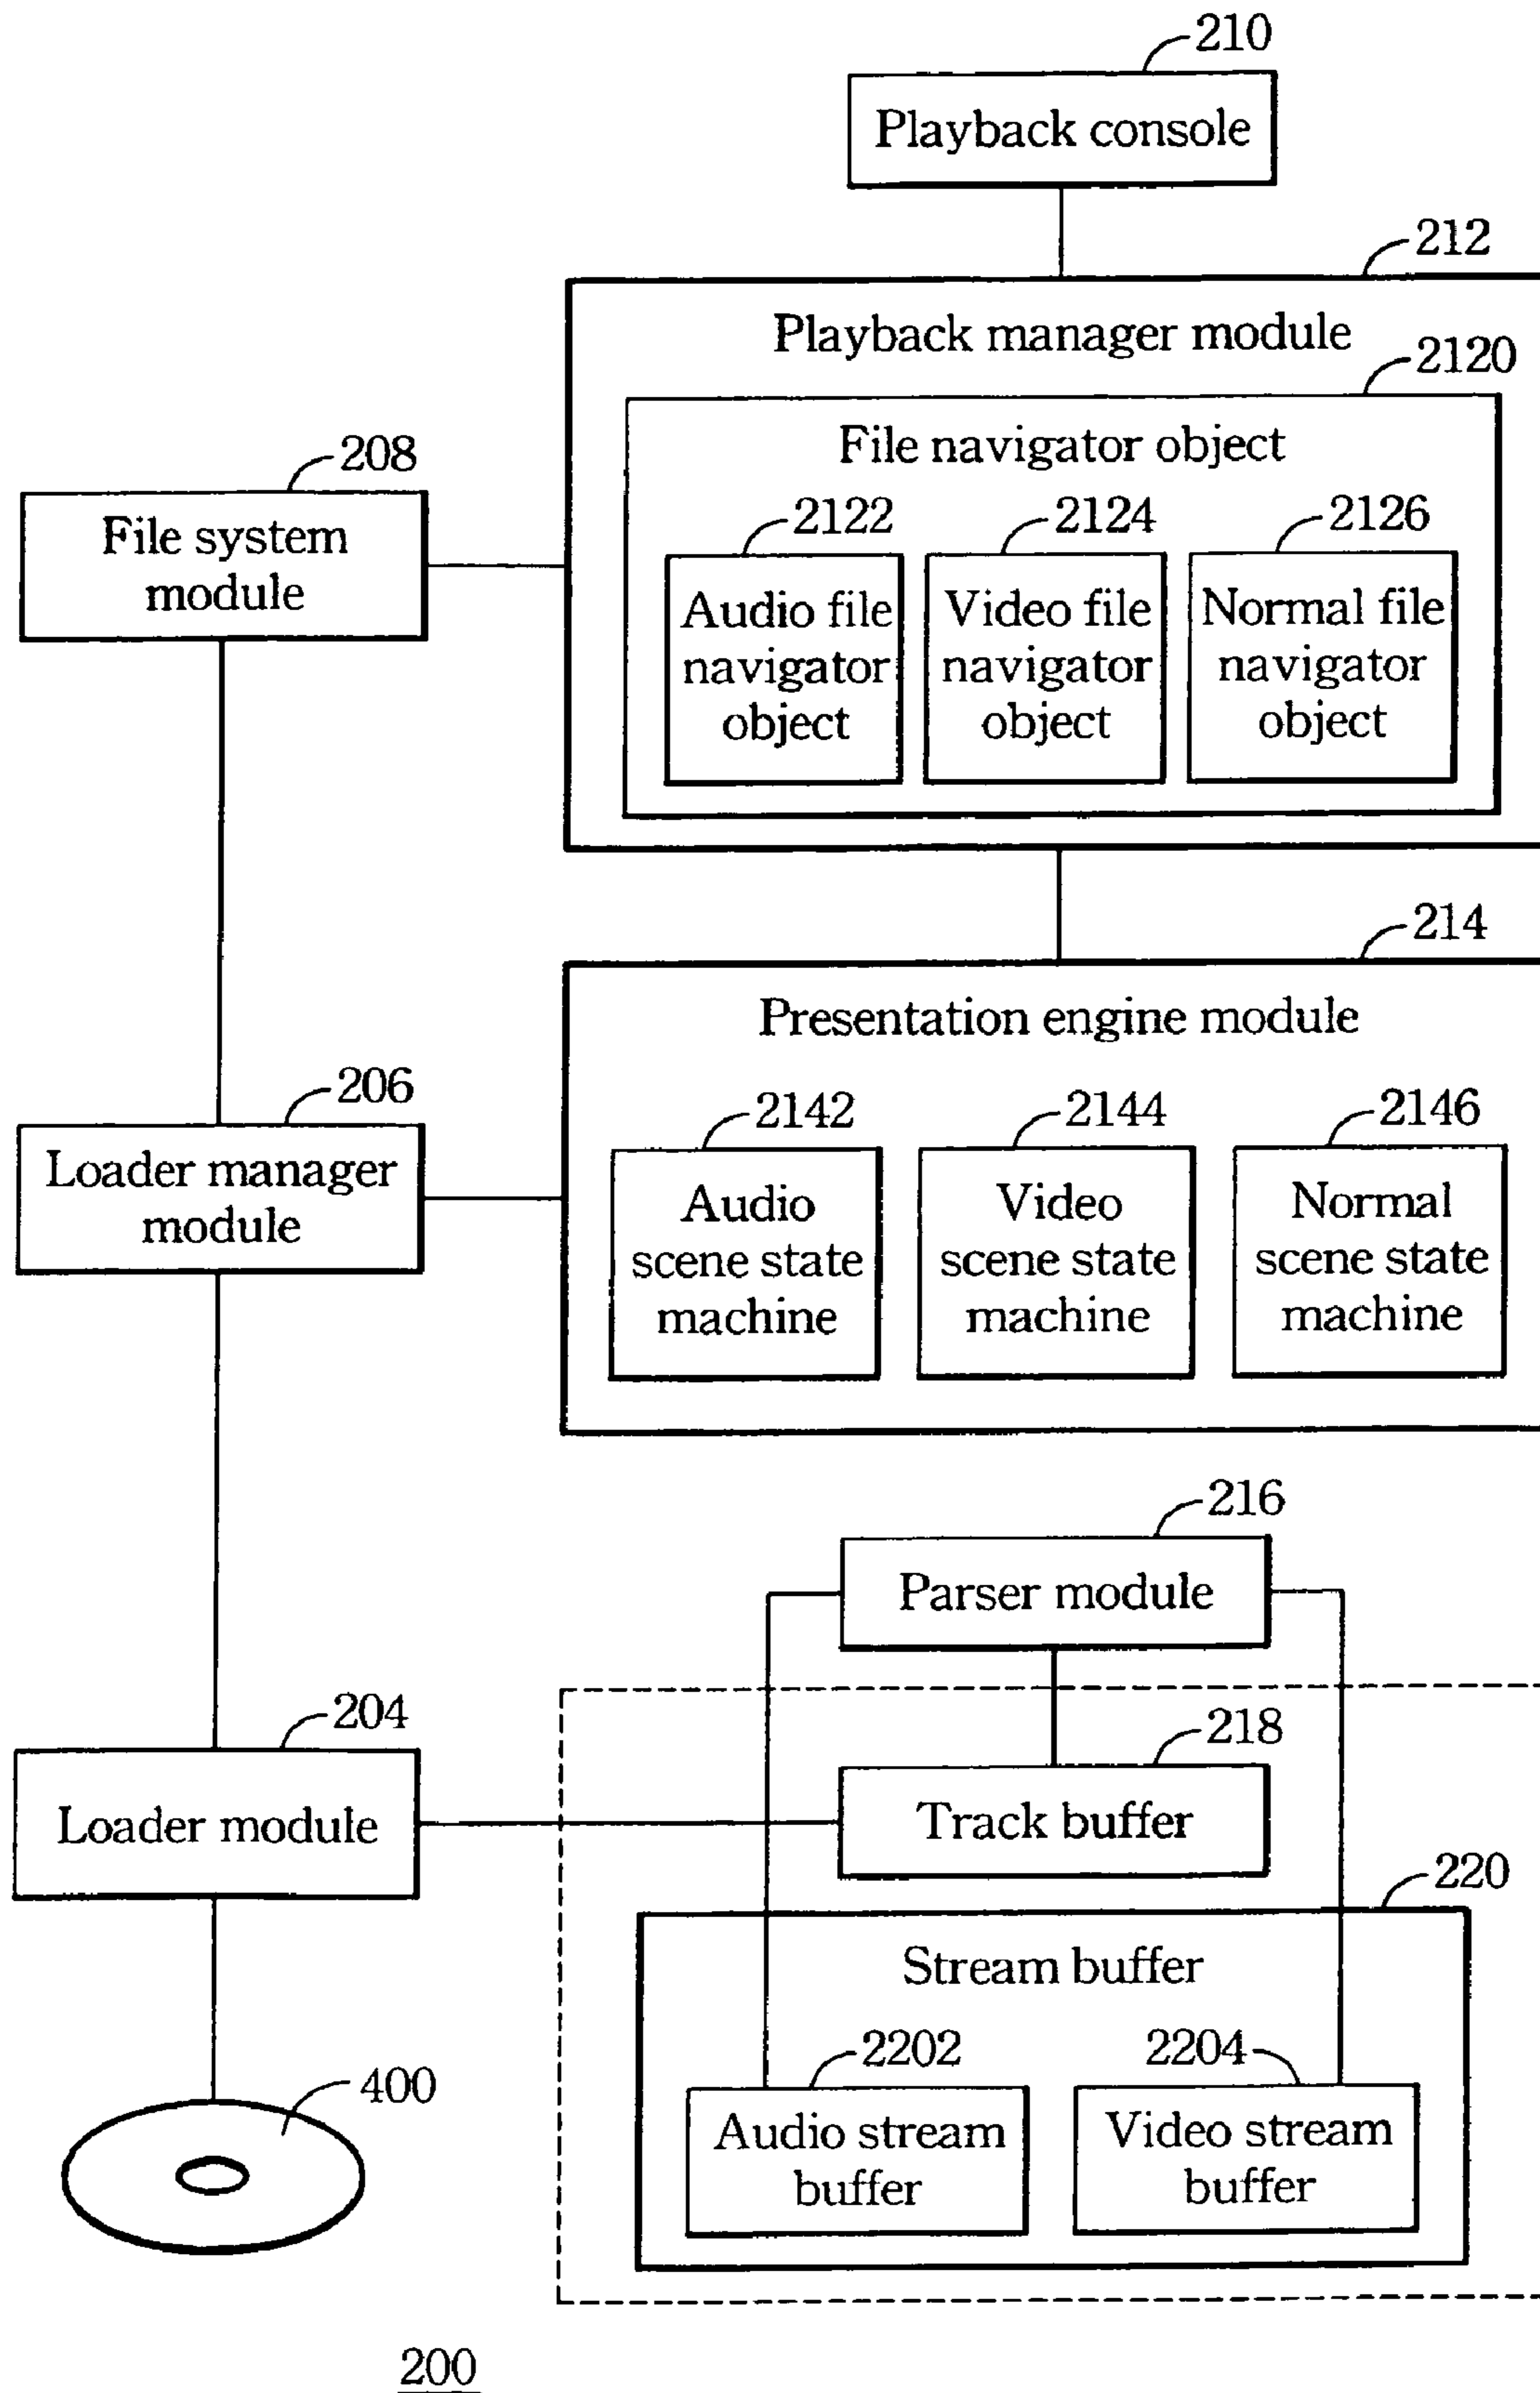 210
Playback console
212
Playback manager module
2120
File navigator object
208
File system
module
2122
2124
2126
Audio file
navigator
object
Video file
navigator
object
Normal file
navigator
object
214
Presentation engine module
206
Loader manager
module
2142
2144
2146
Audio
scene state
machine
Video
scene state
machine
Normal
scene state
machine
216
Parser module
204
Loader module
218
Track buffer
220
Stream buffer
2202
2204
Audio stream
buffer
Video stream
buffer
400
200